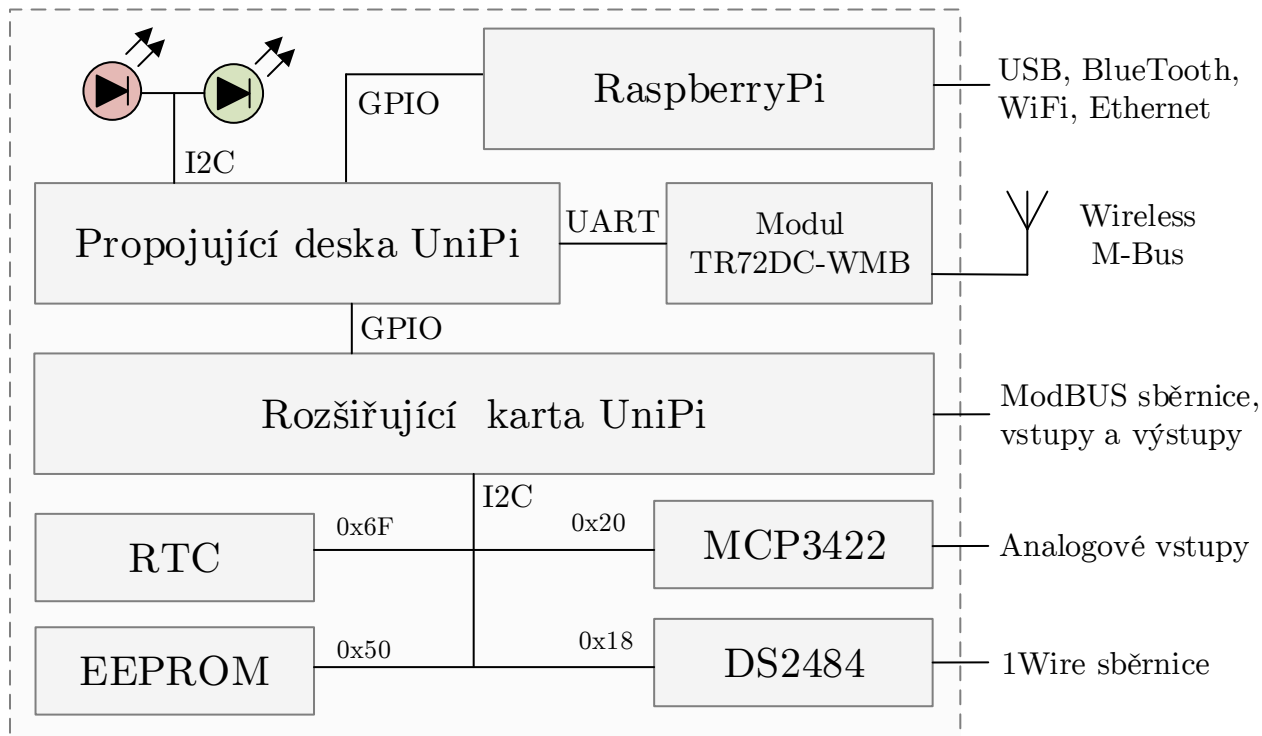 RaspberryPi
USB, BlueTooth,
WiFi, Ethernet
GPIO
I2C
Propojující deska UniPi
UART
Modul
TR72DC-WMB
Wireless
M-Bus
GPIO
Rozšiřující karta UniPi
ModBUS sběrnice,
vstupy a výstupy
I2C
RTC
0x6F
0x20
MCP3422
Analogové vstupy
EEPROM
0x50
0x18
DS2484
1Wire sběrnice